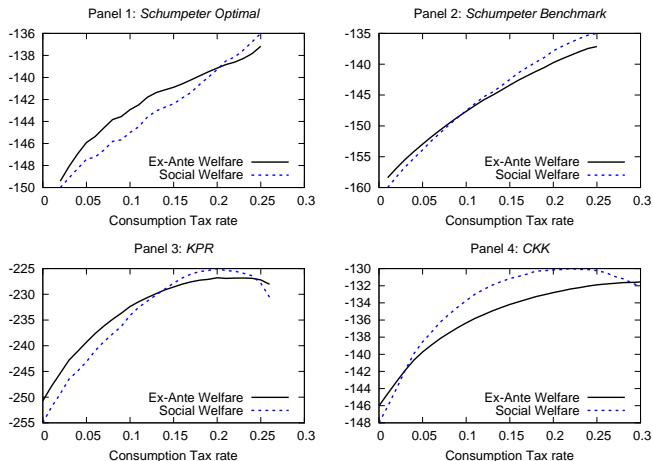 Panel 1: Schumpeter Optimal
-136
-138
-140
-142
-144
-146
-148
-150
0 0.05 0.1 0.15 0.2 0.25 0.3
Ex-Ante Welfare
Social Welfare
Consumption Tax rate
Panel 2: Schumpeter Benchmark
-135
-140
-145
-150
-155
-160
0 0.05 0.1 0.15 0.2 0.25 0.3
Ex-Ante Welfare
Social Welfare
Consumption Tax rate
Panel 3: KPR
-225
-230
-235
-240
-245
-250
-255
0 0.05 0.1 0.15 0.2 0.25 0.3
Ex-Ante Welfare
Social Welfare
Consumption Tax rate
Panel 4: CKK
-130
-132
-134
-136
-138
-140
-142
-144
-146
-148
0 0.05 0.1 0.15 0.2 0.25 0.3
Ex-Ante Welfare
Social Welfare
Consumption Tax rate